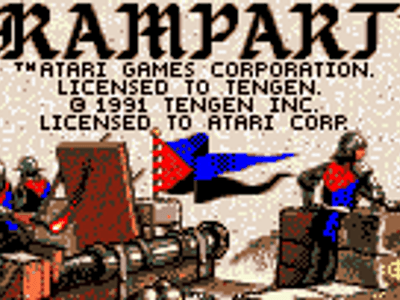 RAMPART
™ATARI GAMES CORPORATION.
LICENSED TO TENGEN.
© 1991 TENGEN INC.
LICENSED TO ATARI CORP.